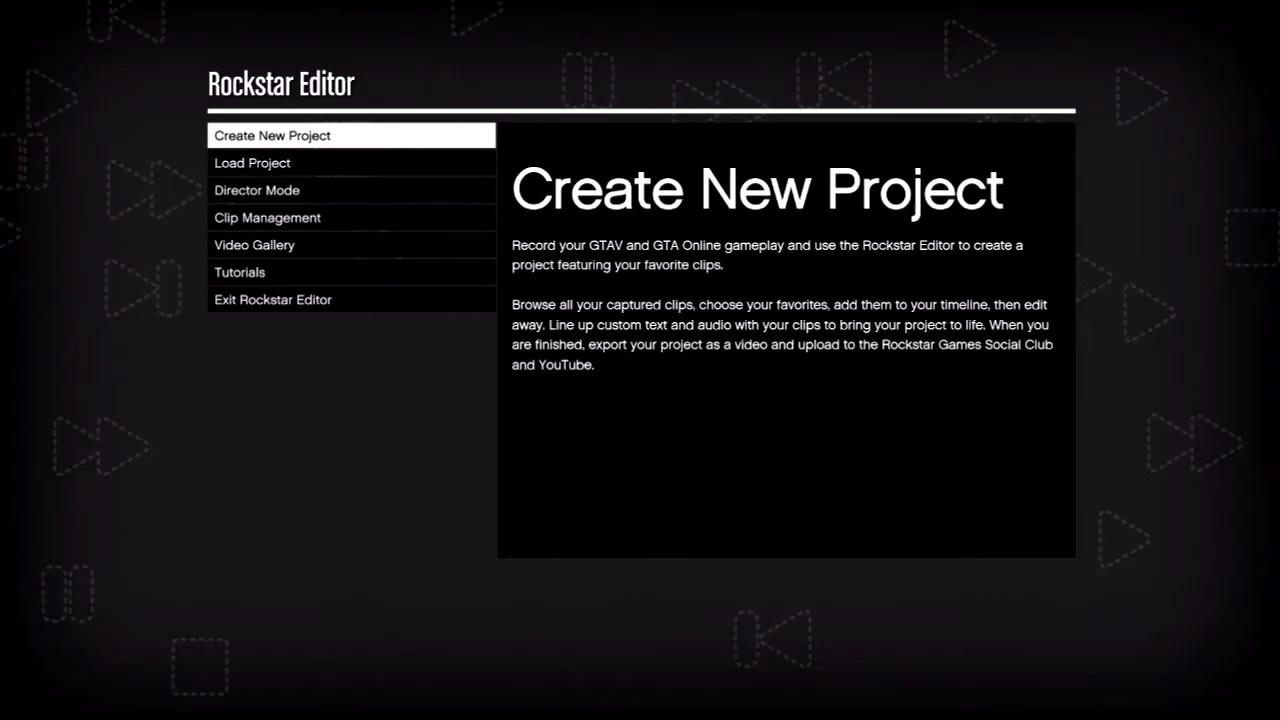 Rockstar Editor
Create New Project
Load Project
Director Mode
Clip Management
Video Gallery
Tutorials
Exit Rockstar Editor
Create New Project
Record your GTAV and GTA Online gameplay and use the Rockstar Editor to create a
project featuring your favorite clips.
Browse all your captured clips, choose your favorites, add them to your timeline, then edit
away. Line up custom text and audio with your clips to bring your project to life. When you
are finished, export your project as a video and upload to the Rockstar Games Social Club
and YouTube.